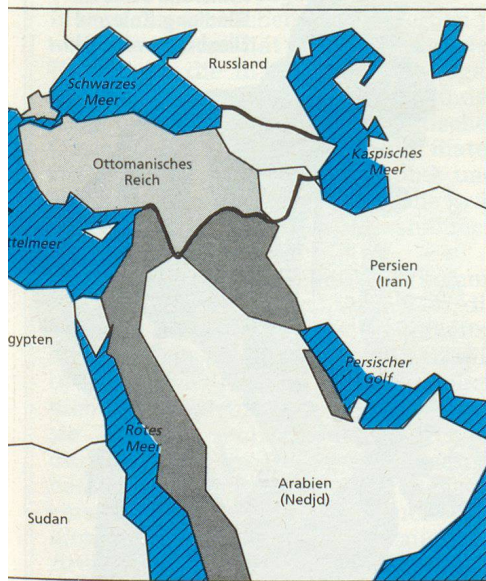 Russland
Schwarzes
Meer
Kaspisches
Meer
Ottomanisches
Reich
ttelmeer
Persien
(Iran)
gypten
Persischer
Golf
Rotes
Meer
Arabien
(Nedjd)
Sudan